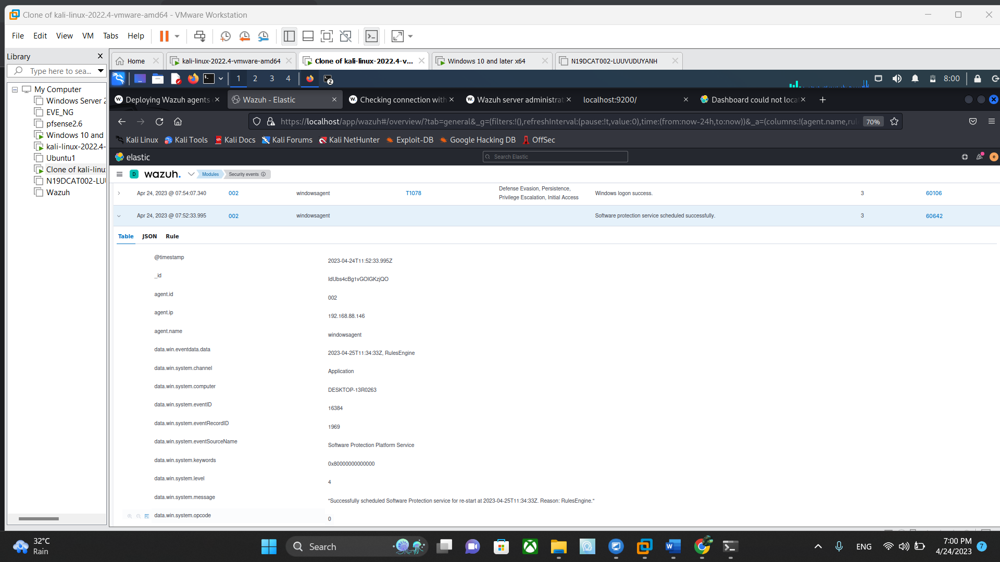 Clone of kali-linux-2022.4-vmware-amd64 - VMware Workstation
File Edit View VM Tabs Help
Library
Type here to sea...
My Computer
Windows Server 2
EVE_NG
pfsense2.6
Windows 10 and
kali-linux-2022.4-
Ubuntu1
Clone of kali-linu
N19DCAT002-LU
Wazuh
Home
kali-linux-2022.4-vmware-amd64
Clone of kali-linux-2022.4-v...
Windows 10 and later x64
N19DCAT002-LUUVUDUYANH
1 2 3 4
2
8:00
Deploying Wazuh agents
Wazuh - Elastic
Checking connection with
Wazuh server administrat
localhost:9200/
Dashboard could not loca
https://localhost/app/wazuh#/overview/?tab=general&_g=(filters:!(),refreshInterval:(pause:!t,value:0),time:(from:now-24h,to:now))&_a=(columns:!(agent.name,rul
70%
Kali Linux Kali Tools Kali Docs Kali Forums Kali NetHunter Exploit-DB Google Hacking DB OffSec
elastic
Search Elastic
e
D wazuh. Modules Security events
Apr 24, 2023 @ 07:54:07.340 002 windowsagent T1078 Defense Evasion, Persistence, Privilege Escalation, Initial Access Windows logon success. 3 60106
Apr 24, 2023 @ 07:52:33.995 002 windowsagent Software protection service scheduled successfully. 3 60642
Table JSON Rule
@timestamp 2023-04-24T11:52:33.995Z
_id IdUbs4cBg1vGOlGKzjQO
agent.id 002
agent.ip 192.168.88.146
agent.name windowsagent
data.win.eventdata.data 2023-04-25T11:34:33Z, RulesEngine
data.win.system.channel Application
data.win.system.computer DESKTOP-13R0263
data.win.system.eventID 16384
data.win.system.eventRecordID 1969
data.win.system.eventSourceName Software Protection Platform Service
data.win.system.keywords 0x80000000000000
data.win.system.level 4
data.win.system.message "Successfully scheduled Software Protection service for re-start at 2023-04-25T11:34:33Z. Reason: RulesEngine."
data.win.system.opcode 0
32°C
Rain
Search
ENG
7:00 PM
4/24/2023
7